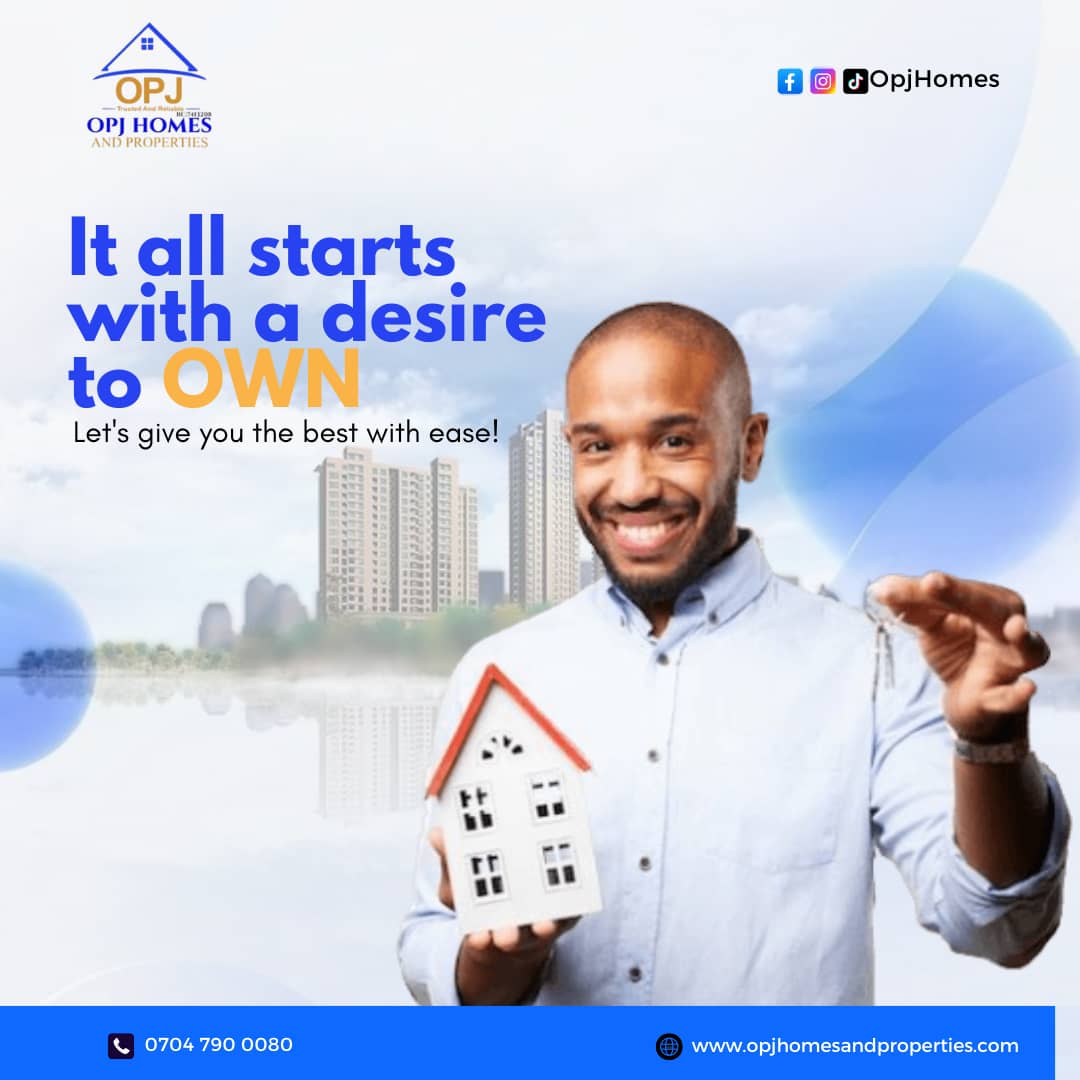 OPJ
Trusted And Reliable
OPJ HOMES
AND PROPERTIES
OpjHomes
It all starts
with a desire
to OWN
Let's give you the best with ease!
0704 790 0080
www.opjhomesandproperties.com